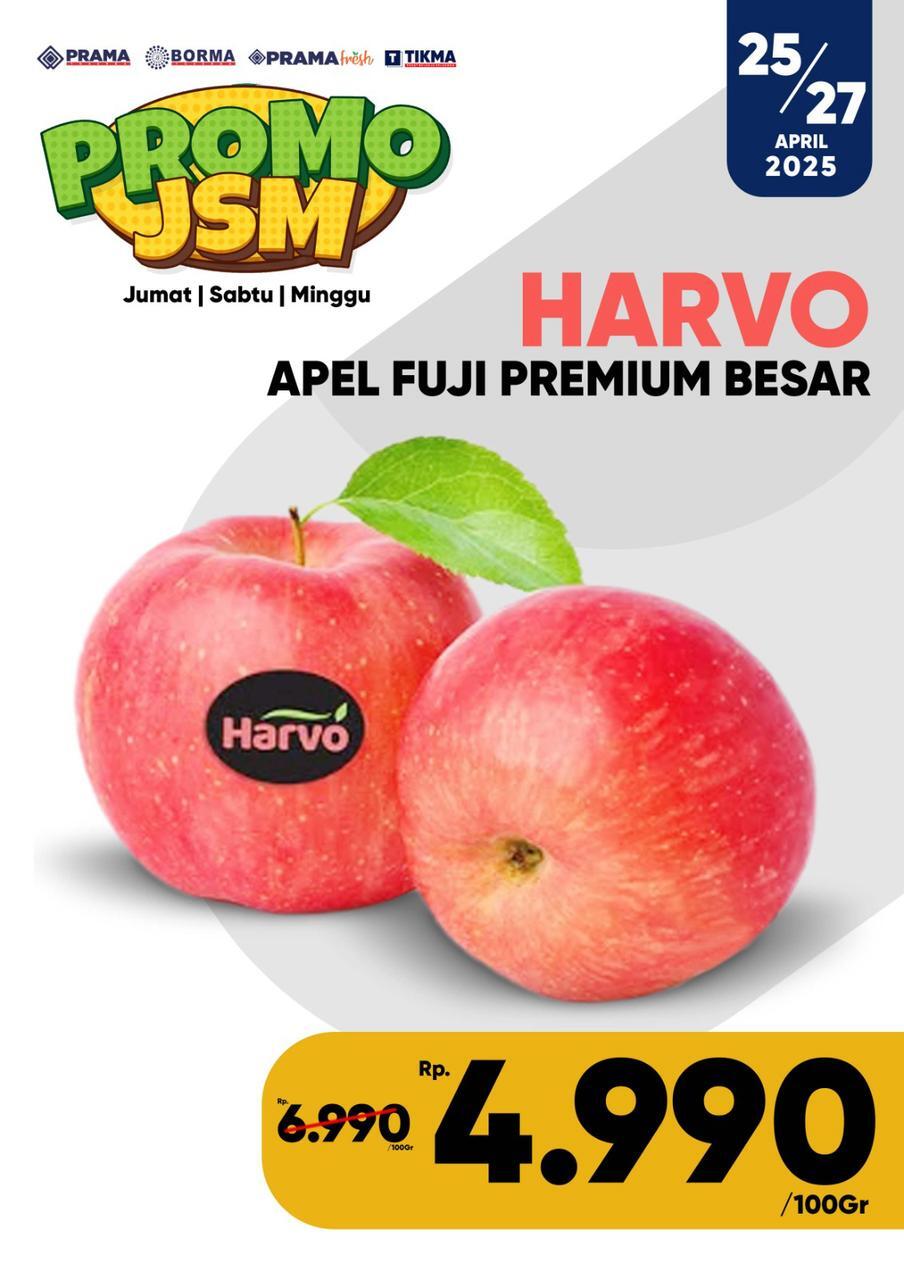 PRAMA BORMA PRAMA fresh T TIKMA
25/27
APRIL
2025
PROMO
JSM
Jumat | Sabtu | Minggu
HARVO
APEL FUJI PREMIUM BESAR
Harvo
Rp. 6.990 /100Gr
Rp. 4.990
/100Gr